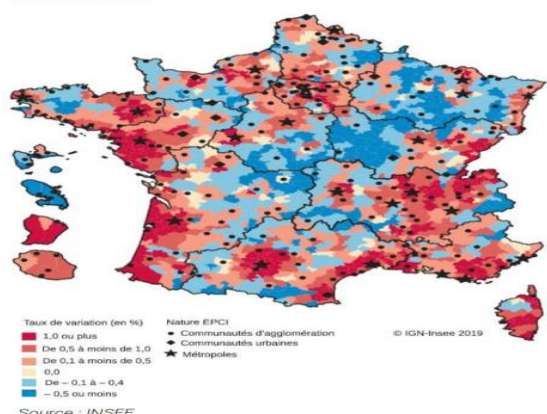 Taux de variation (en %)
1,0 ou plus
De 0,5 à moins de 1,0
De 0,1 à moins de 0,5
0,0
De – 0,1 à – 0,4
– 0,5 ou moins
Nature EPCI
Communautés d'agglomération
Communautés urbaines
Métropoles
© IGN-Insee 2019
Source : INSEE